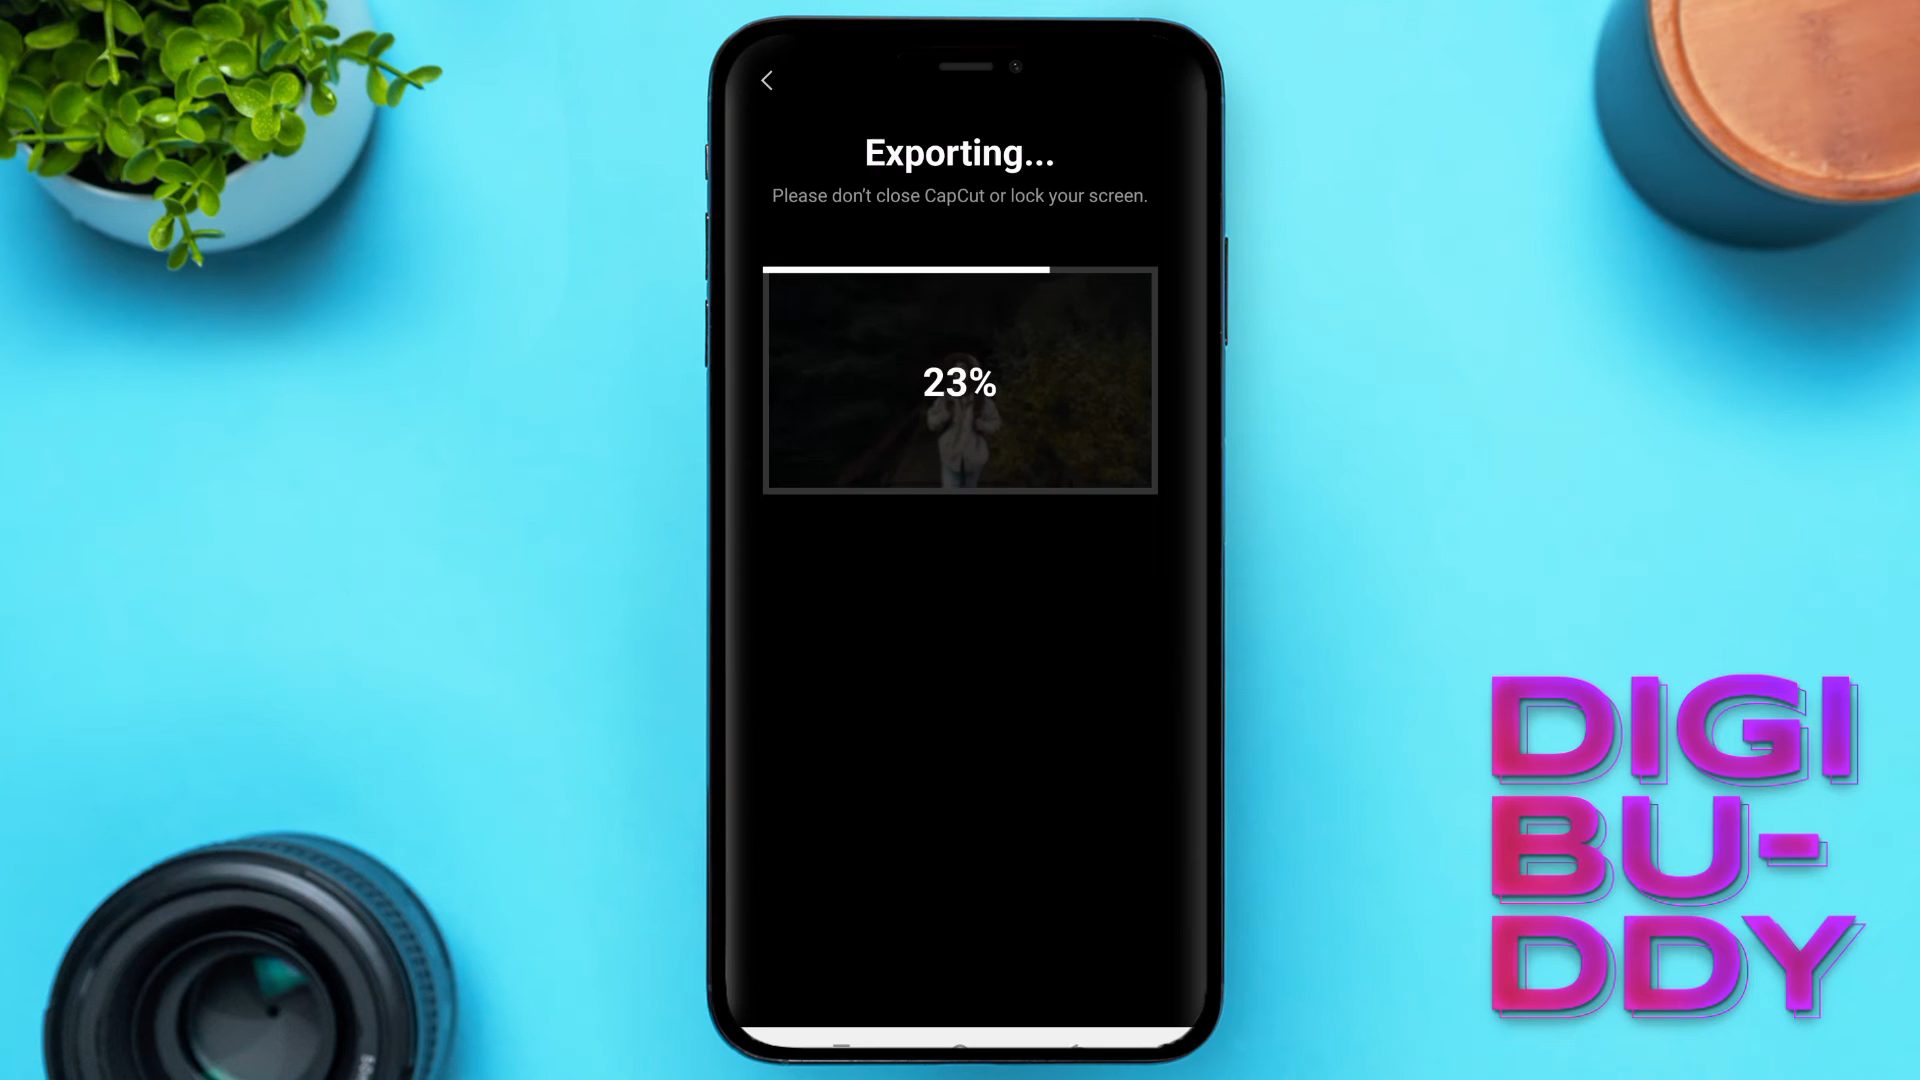 Exporting...
Please don't close CapCut or lock your screen.
23%
DIGI
BU-
DDY